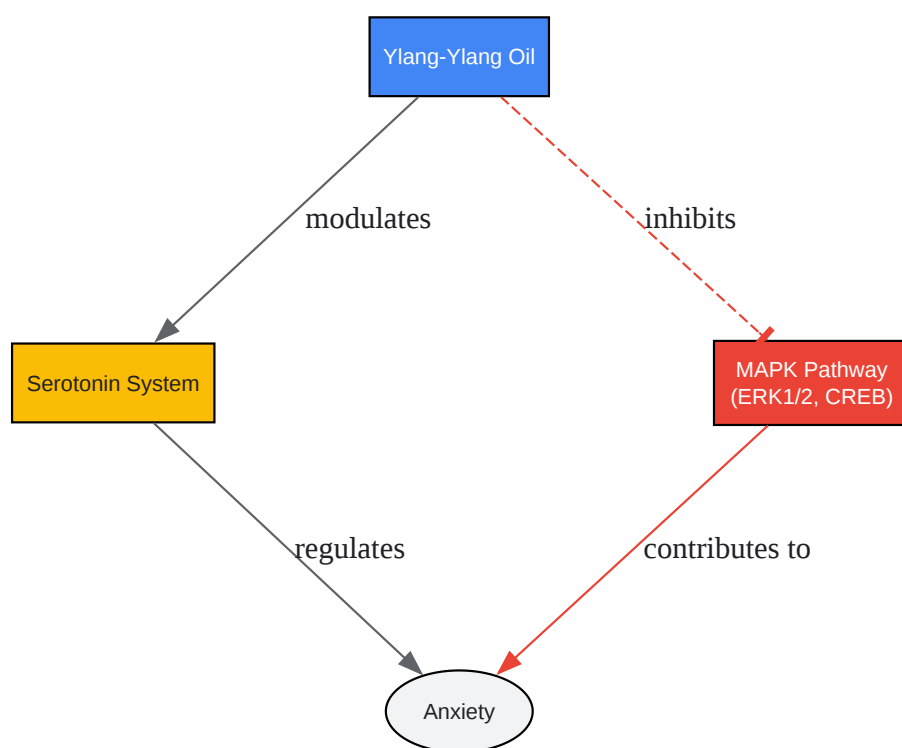 Ylang-Ylang Oil
modulates
inhibits
Serotonin System
MAPK Pathway
(ERK1/2, CREB)
regulates
contributes to
Anxiety